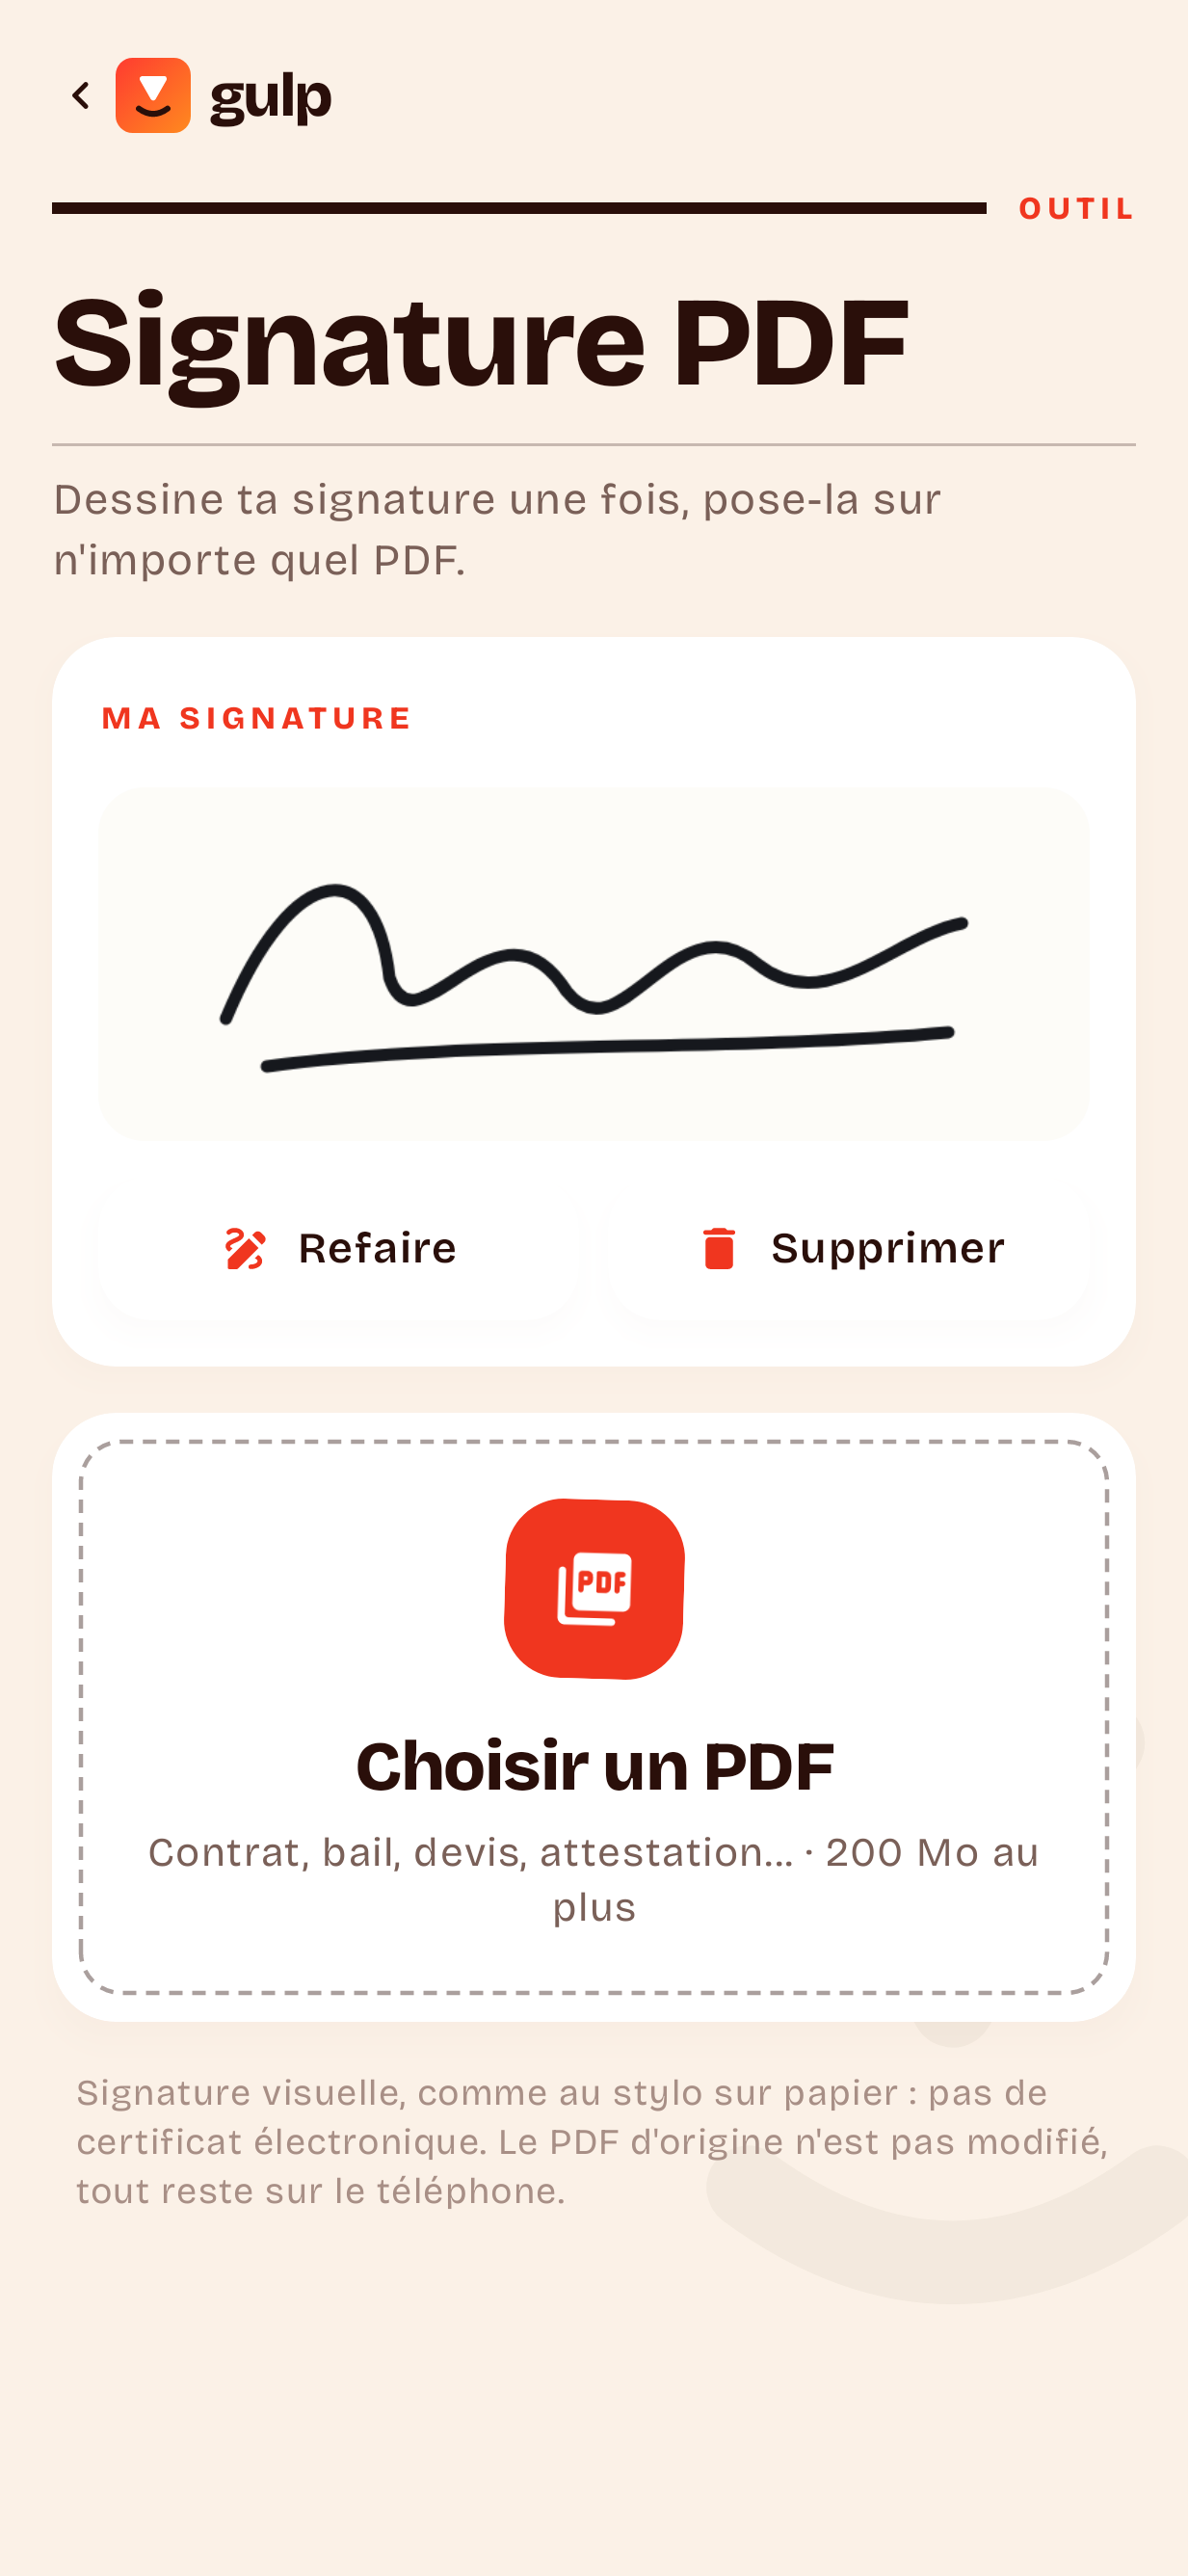 gulp
OUTIL
Signature PDF
Dessine ta signature une fois, pose-la sur
n'importe quel PDF.
MA SIGNATURE
Refaire
Supprimer
PDF
Choisir un PDF
Contrat, bail, devis, attestation... · 200 Mo au
plus
Signature visuelle, comme au stylo sur papier : pas de
certificat électronique. Le PDF d'origine n'est pas modifié,
tout reste sur le téléphone.